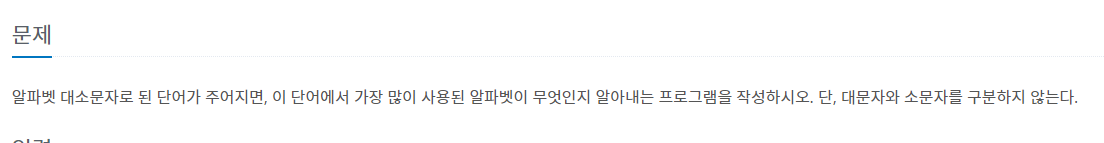 문제
알파벳 대소문자로 된 단어가 주어지면, 이 단어에서 가장 많이 사용된 알파벳이 무엇인지 알아내는 프로그램을 작성하시오. 단, 대문자와 소문자를 구분하지 않는다.